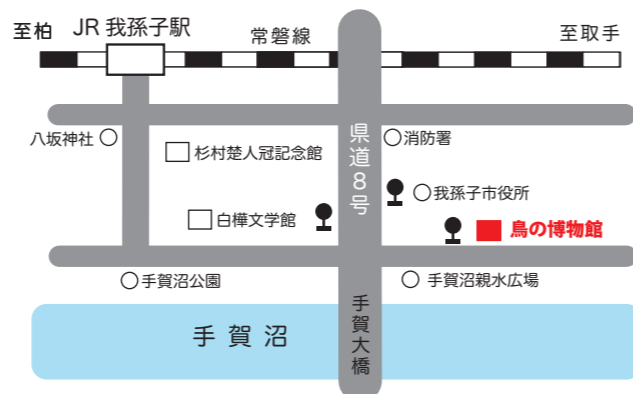 至柏
JR 我孫子駅
常磐線
至取手
八坂神社
杉村楚人冠記念館
県道8号
消防署
我孫子市役所
白樺文学館
鳥の博物館
手賀沼公園
手賀沼親水広場
手賀沼
手賀大橋